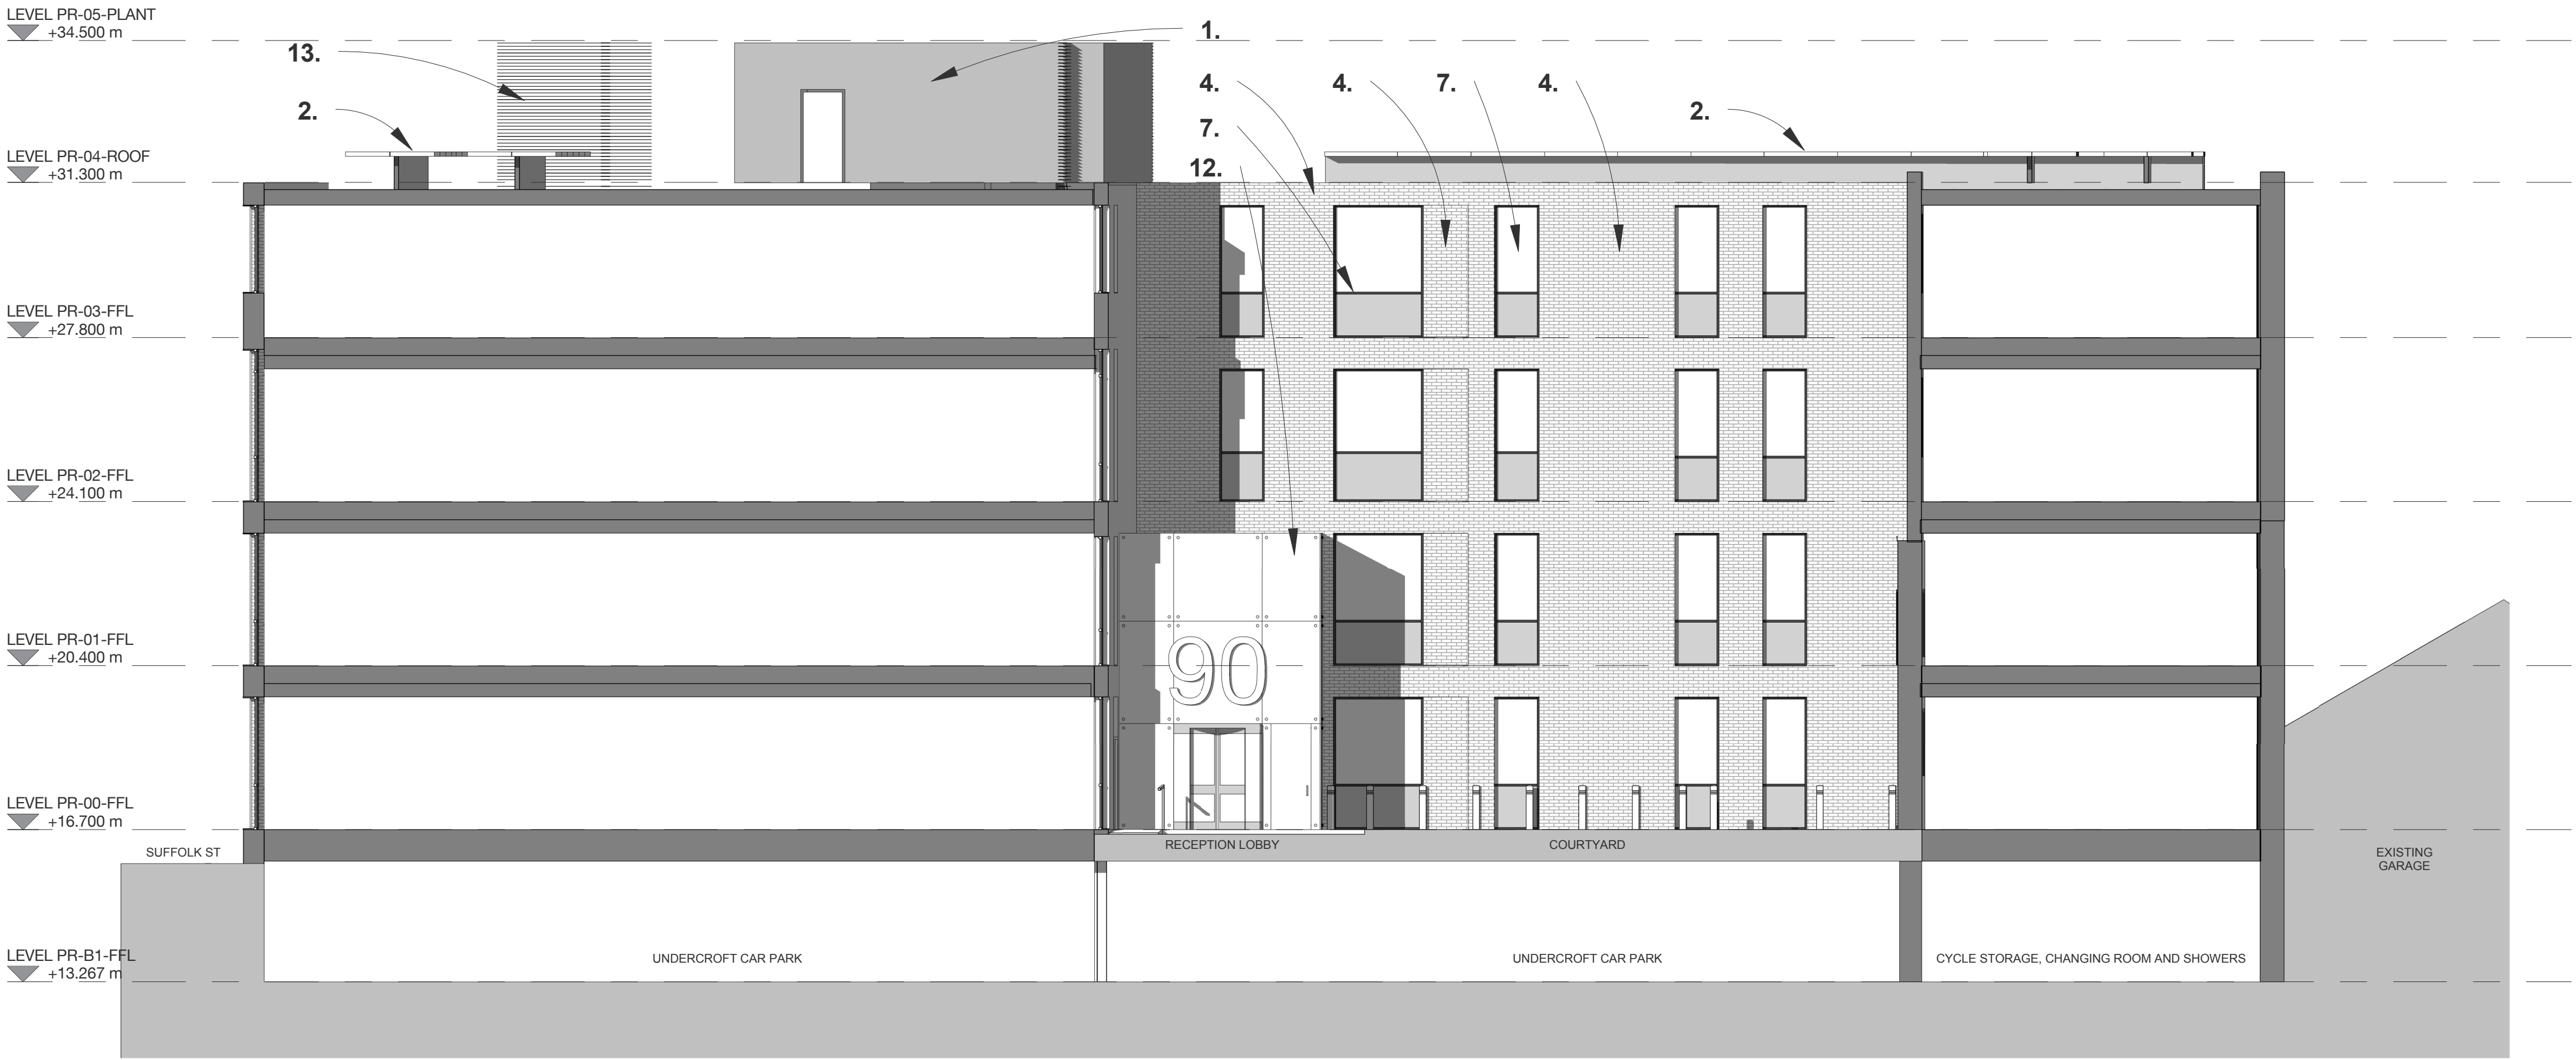 LEVEL PR-05-PLANT
+34.500 m
1.
13.
4.
4.
7.
4.
2.
2.
7.
LEVEL PR-04-ROOF
+31.300 m
12.
LEVEL PR-03-FFL
+27.800 m
LEVEL PR-02-FFL
+24.100 m
LEVEL PR-01-FFL
+20.400 m
90
LEVEL PR-00-FFL
+16.700 m
SUFFOLK ST
RECEPTION LOBBY
COURTYARD
EXISTING
GARAGE
LEVEL PR-B1-FFL
+13.267 m
UNDERCROFT CAR PARK
UNDERCROFT CAR PARK
CYCLE STORAGE, CHANGING ROOM AND SHOWERS